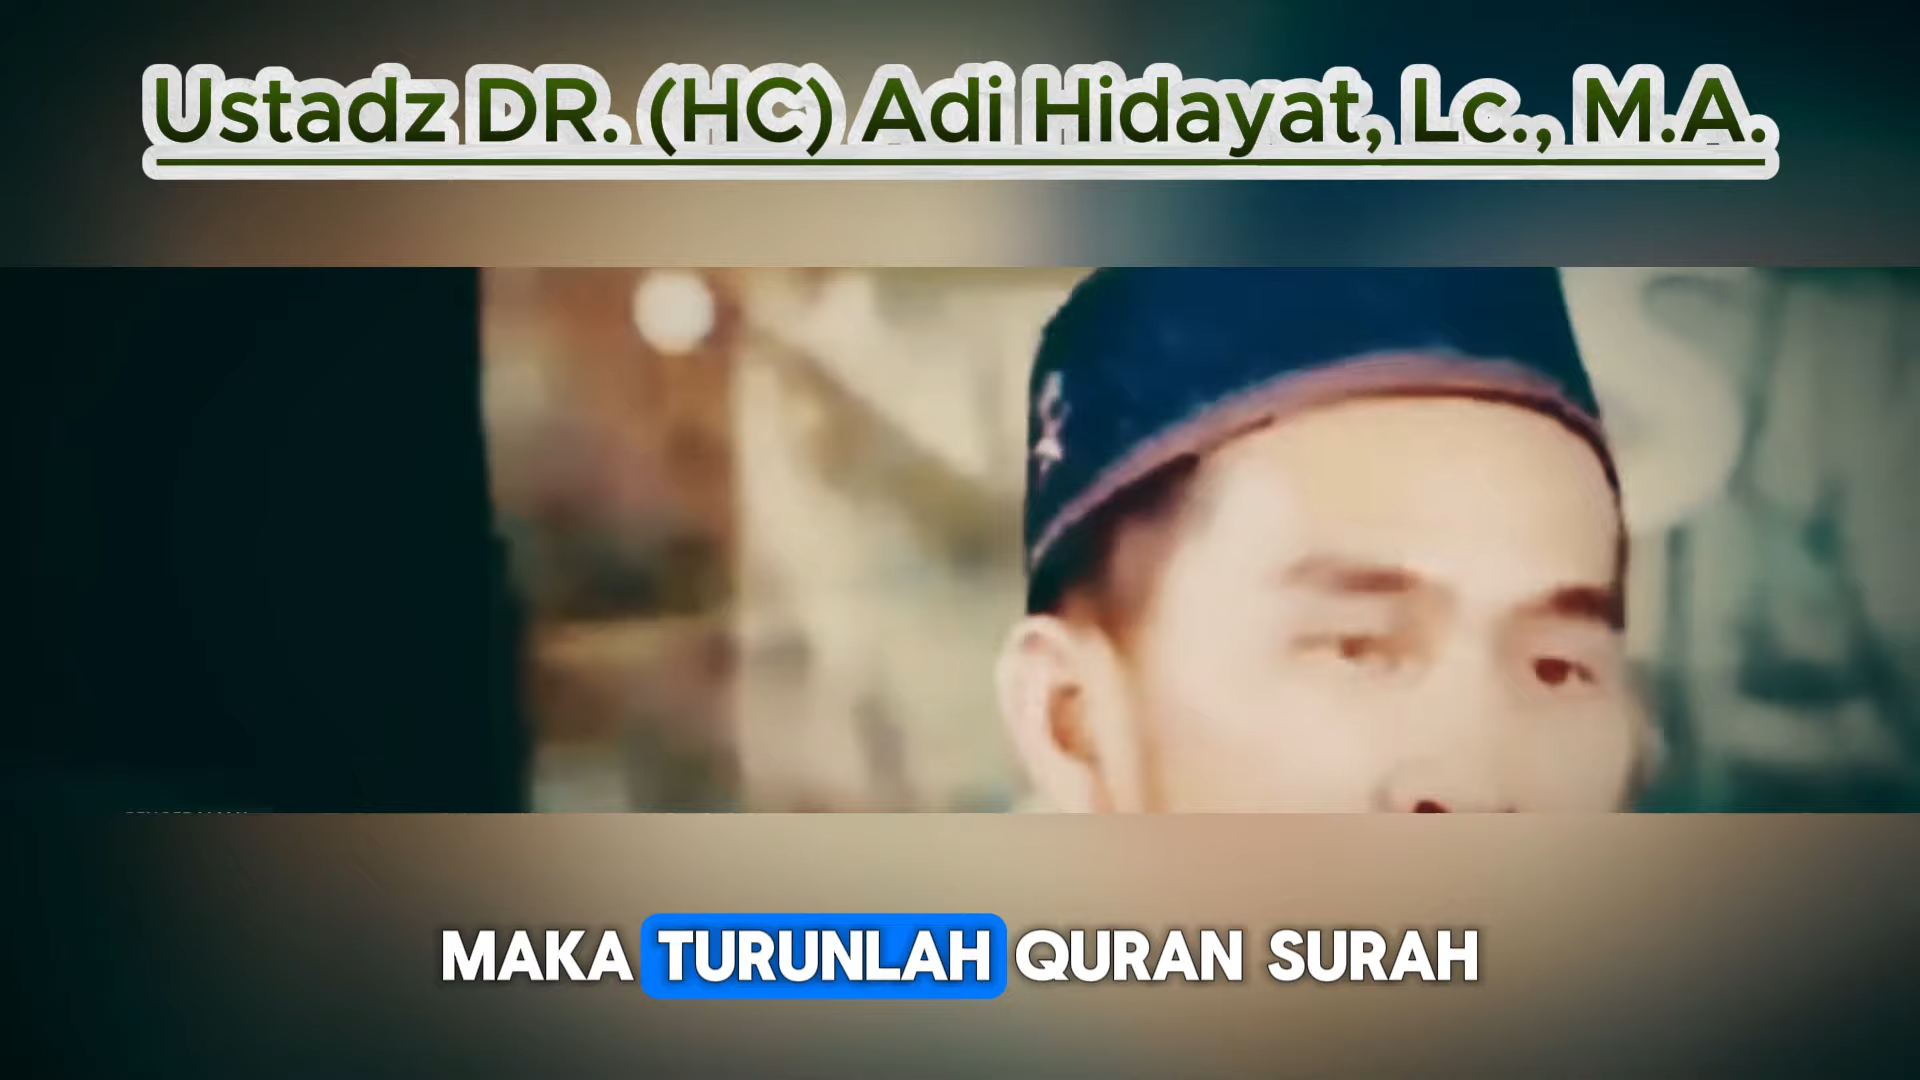 Ustadz DR. (HC) Adi Hidayat, Lc., M.A.
MAKA TURUNLAH QURAN SURAH